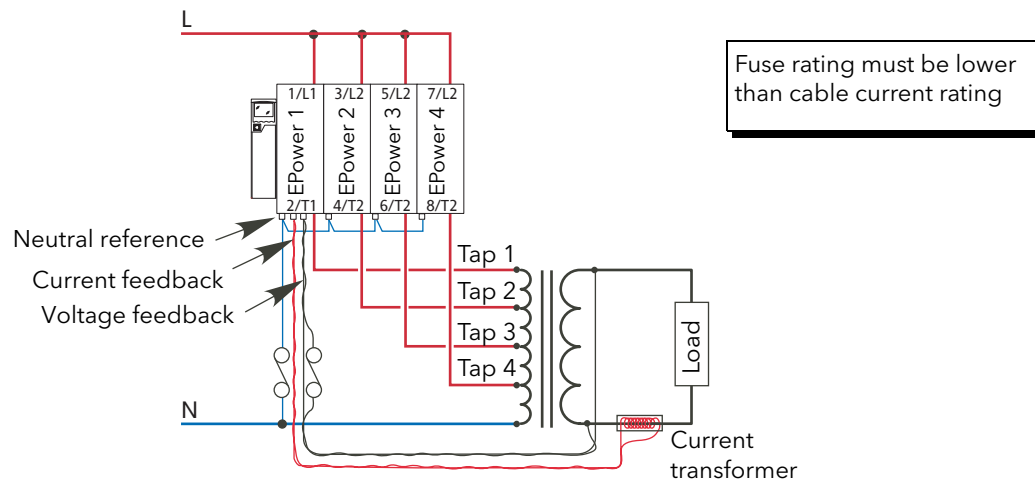 L
Fuse rating must be lower
than cable current rating
1/L1 3/L2 5/L2 7/L2
EPower 1
EPower 2
EPower 3
EPower 4
2/T1 4/T2 6/T2 8/T2
Neutral reference
Current feedback
Voltage feedback
Tap 1
Tap 2
Tap 3
Tap 4
Load
N
Current
transformer